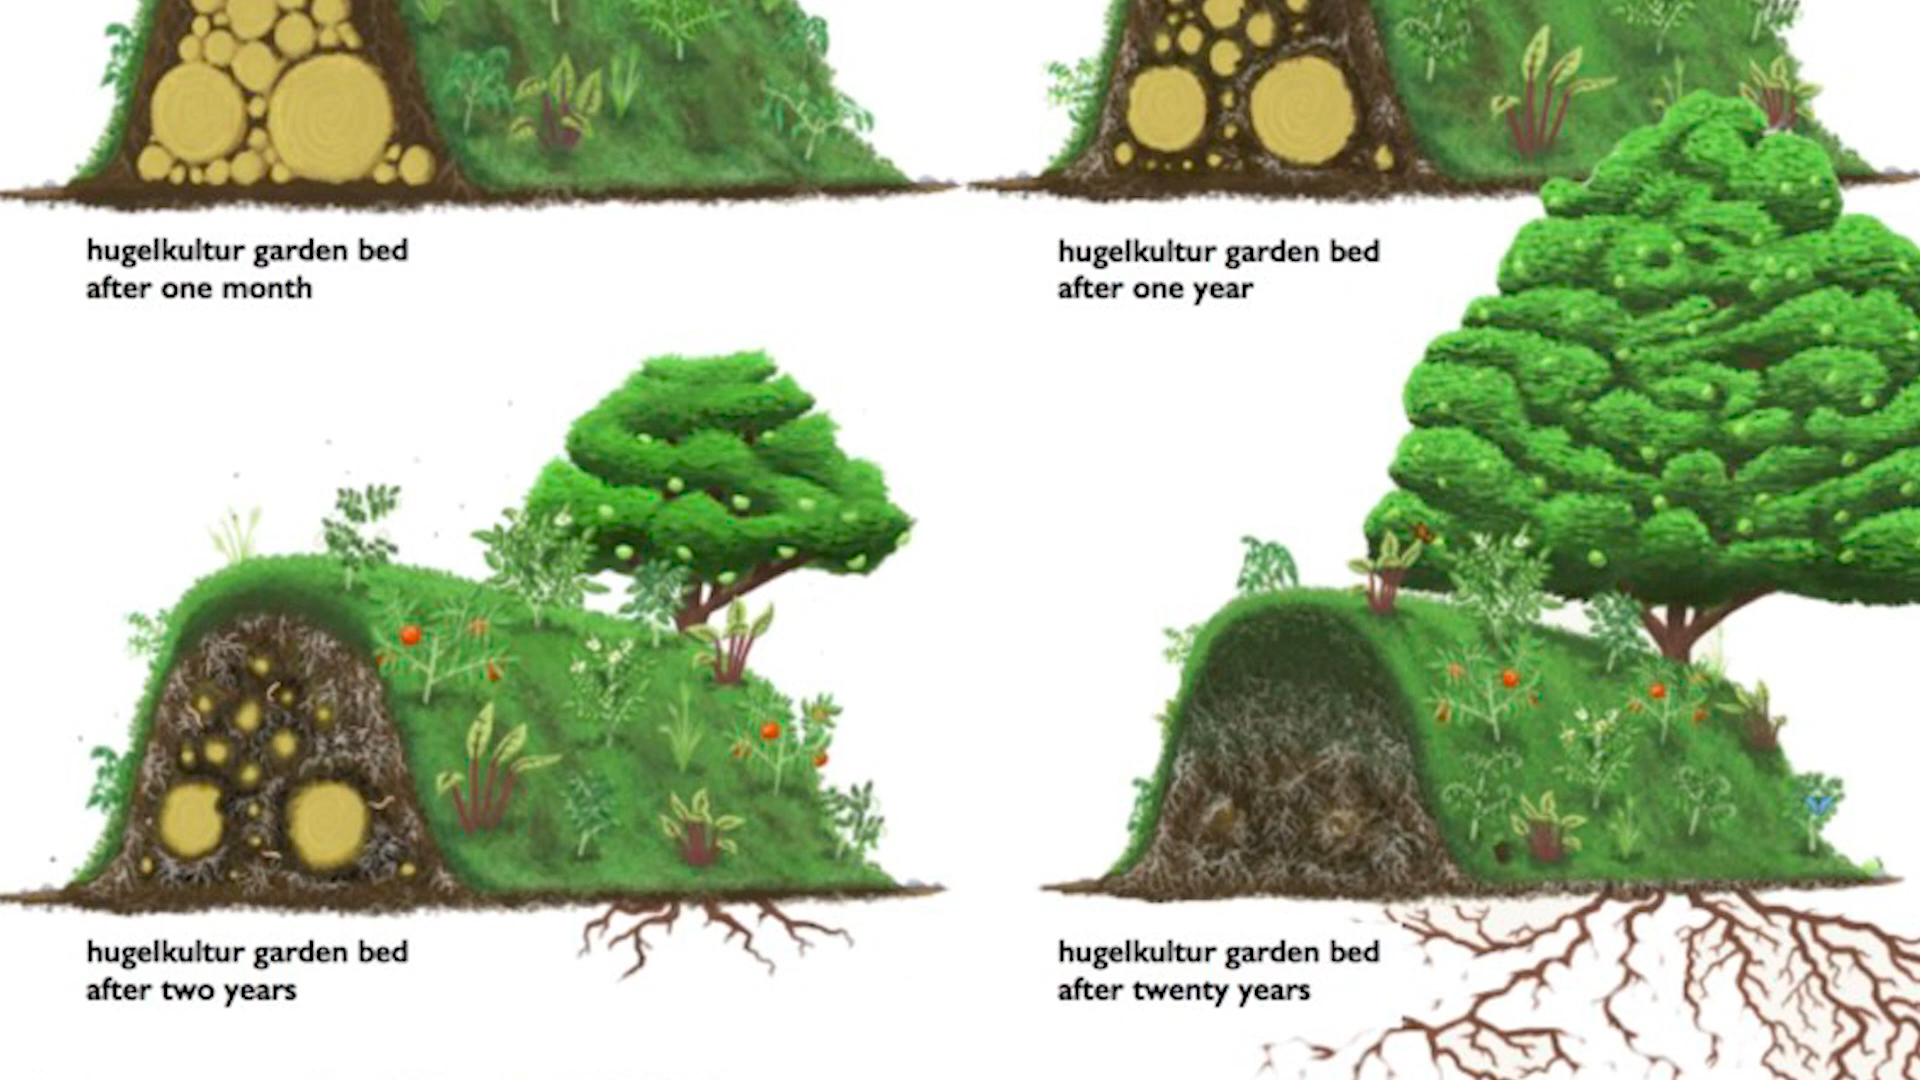 hugelkultur garden bed
after one month
hugelkultur garden bed
after one year
hugelkultur garden bed
after two years
hugelkultur garden bed
after twenty years